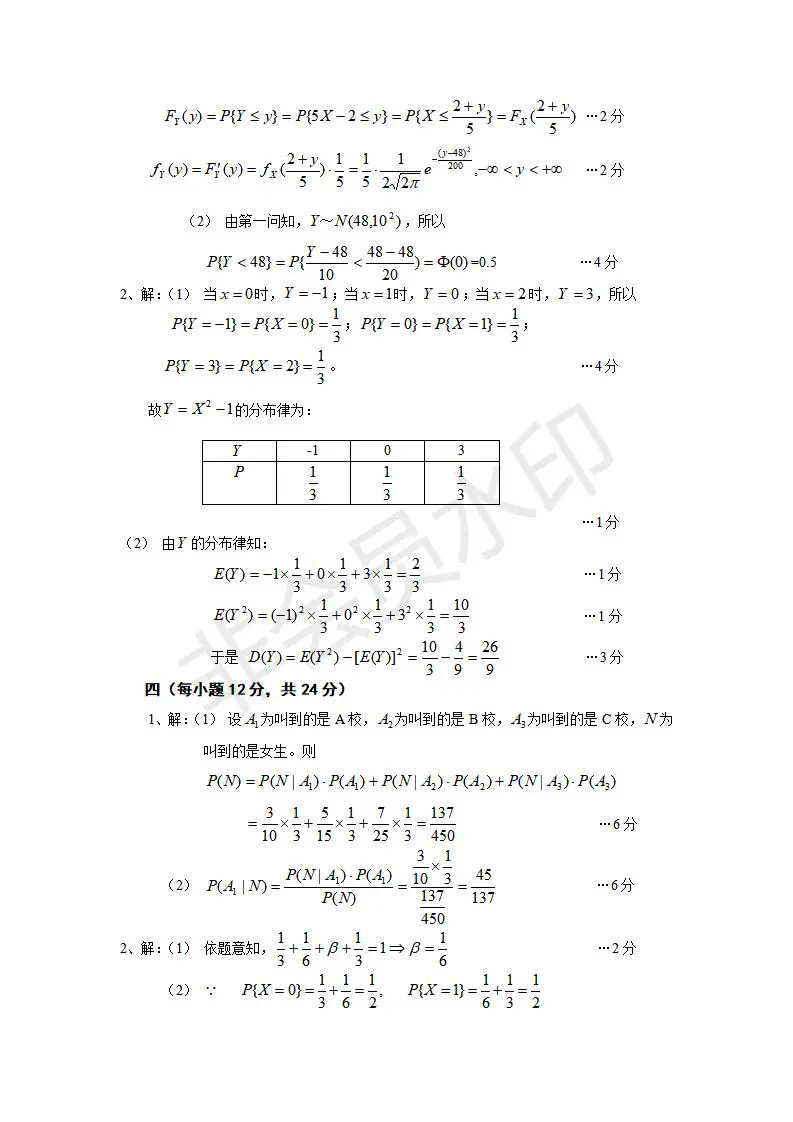 F_Y(y) = P{Y ≤ y} = P{5X − 2 ≤ y} = P{X ≤ (2+y)/5} = F_X((2+y)/5) …2分
f_Y(y) = F′_Y(y) = f_X((2+y)/5)·1/5 = 1/5·1/(2√(2π)) e^(−(y−48)²/200), −∞ < y < +∞ …2分
（2） 由第一问知，Y～N(48,10²)，所以
P{Y < 48} = P{(Y−48)/10 < (48−48)/20) = Φ(0) =0.5 …4分
2、解:（1） 当x = 0时，Y = −1；当x = 1时，Y = 0；当x = 2时，Y = 3，所以
P{Y = −1} = P{X = 0} = 1/3；P{Y = 0} = P{X = 1} = 1/3；
P{Y = 3} = P{X = 2} = 1/3。 …4分
故Y = X² − 1的分布律为:
Y -1 0 3
P 1/3 1/3 1/3
…1分
（2） 由Y 的分布律知:
E(Y) = −1×1/3 + 0×1/3 + 3×1/3 = 2/3 …1分
E(Y²) = (−1)²×1/3 + 0²×1/3 + 3²×1/3 = 10/3 …1分
于是 D(Y) = E(Y²) − [E(Y)]² = 10/3 − 4/9 = 26/9 …3分
四（每小题12分，共24分）
1、解:（1） 设A₁为叫到的是A校，A₂为叫到的是B校，A₃为叫到的是C校，N为
叫到的是女生。则
P(N) = P(N | A₁)·P(A₁) + P(N | A₂)·P(A₂) + P(N | A₃)·P(A₃)
= 3/10×1/3 + 5/15×1/3 + 7/25×1/3 = 137/450 …6分
（2） P(A₁ | N) = (P(N | A₁)·P(A₁))/P(N) = (3/10×1/3)/(137/450) = 45/137 …6分
2、解:（1） 依题意知，1/3 + 1/6 + β + 1/3 = 1 ⇒ β = 1/6 …2分
（2） ∵ P{X = 0} = 1/3 + 1/6 = 1/2， P{X = 1} = 1/6 + 1/3 = 1/2
非会员水印